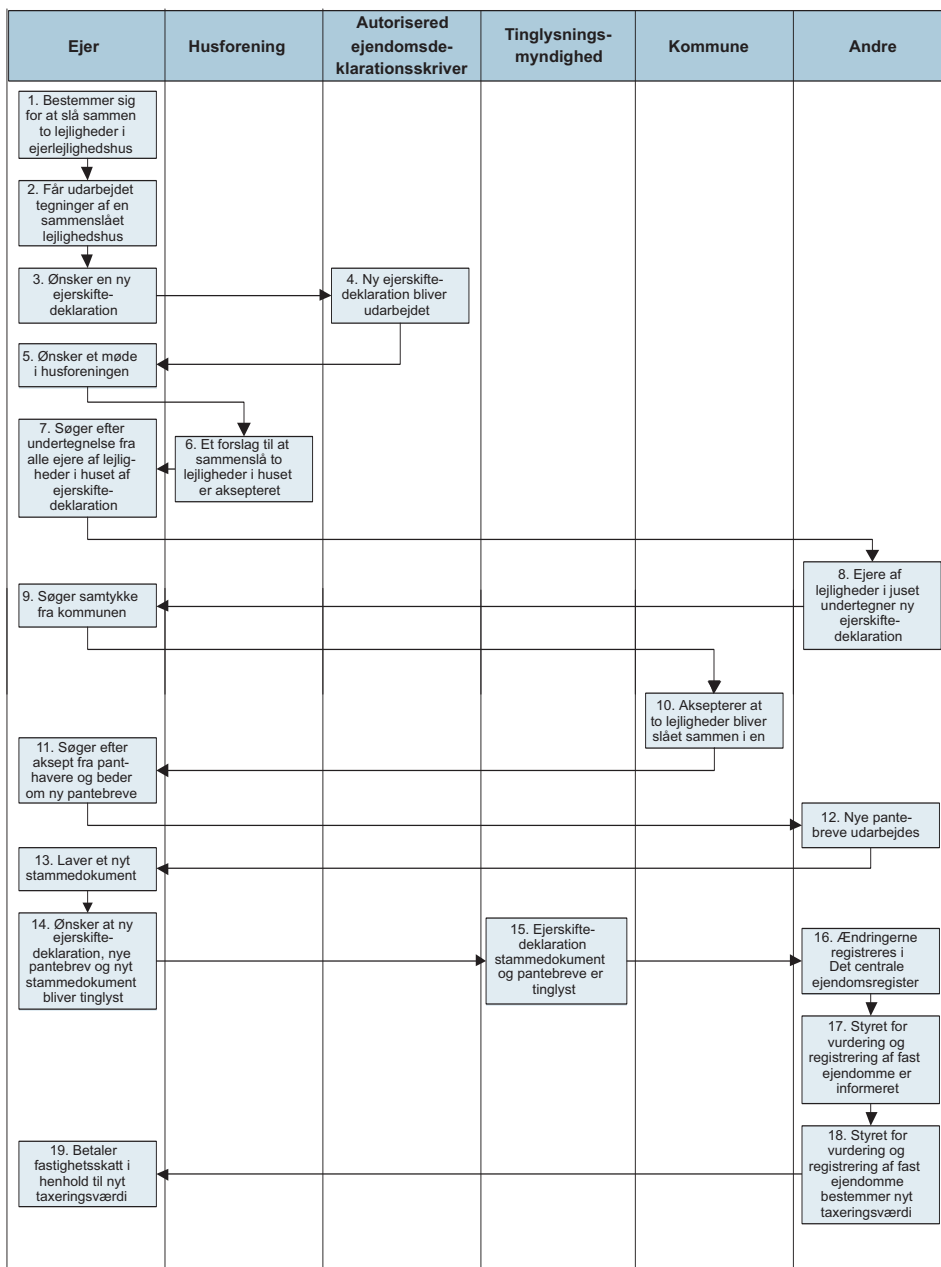 Ejer
Husforening
Autorisered
ejendomsde-
klarationsskriver
Tinglysnings-
myndighed
Kommune
Andre
1. Bestemmer sig
for at slå sammen
to lejligheder i
ejerlejlighedshus
2. Får udarbejdet
tegninger af en
sammenslået
lejlighedshus
3. Ønsker en ny
ejerskifte-
deklaration
4. Ny ejerskifte-
deklaration bliver
udarbejdet
5. Ønsker et møde
i husforeningen
6. Et forslag til at
sammenslå to
lejligheder i huset
er aksepteret
7. Søger efter
undertegnelse fra
alle ejere af lejlig-
heder i huset af
ejerskifte-
deklaration
8. Ejere af
lejligheder i juset
undertegner ny
ejerskifte-
deklaration
9. Søger samtykke
fra kommunen
10. Aksepterer at
to lejligheder bliver
slået sammen i en
11. Søger efter
aksept fra pant-
havere og beder
om ny pantebreve
12. Nye pante-
breve udarbejdes
13. Laver et nyt
stammedokument
14. Ønsker at ny
ejerskifte-
deklaration, nye
pantebrev og nyt
stammedokument
bliver tinglyst
15. Ejerskifte-
deklaration
stammedokument
og pantebreve er
tinglyst
16. Ændringerne
registreres i
Det centrale
ejendomsregister
17. Styret for
vurdering og
registrering af fast
ejendomme er
informeret
18. Styret for
vurdering og
registrering af fast
ejendomme
bestemmer nyt
taxeringsværdi
19. Betaler
fastighetsskatt i
henhold til nyt
taxeringsværdi